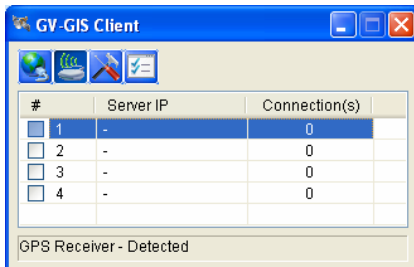 GV-GIS Client
# Server IP Connection(s)
1 - 0
2 - 0
3 - 0
4 - 0
GPS Receiver - Detected